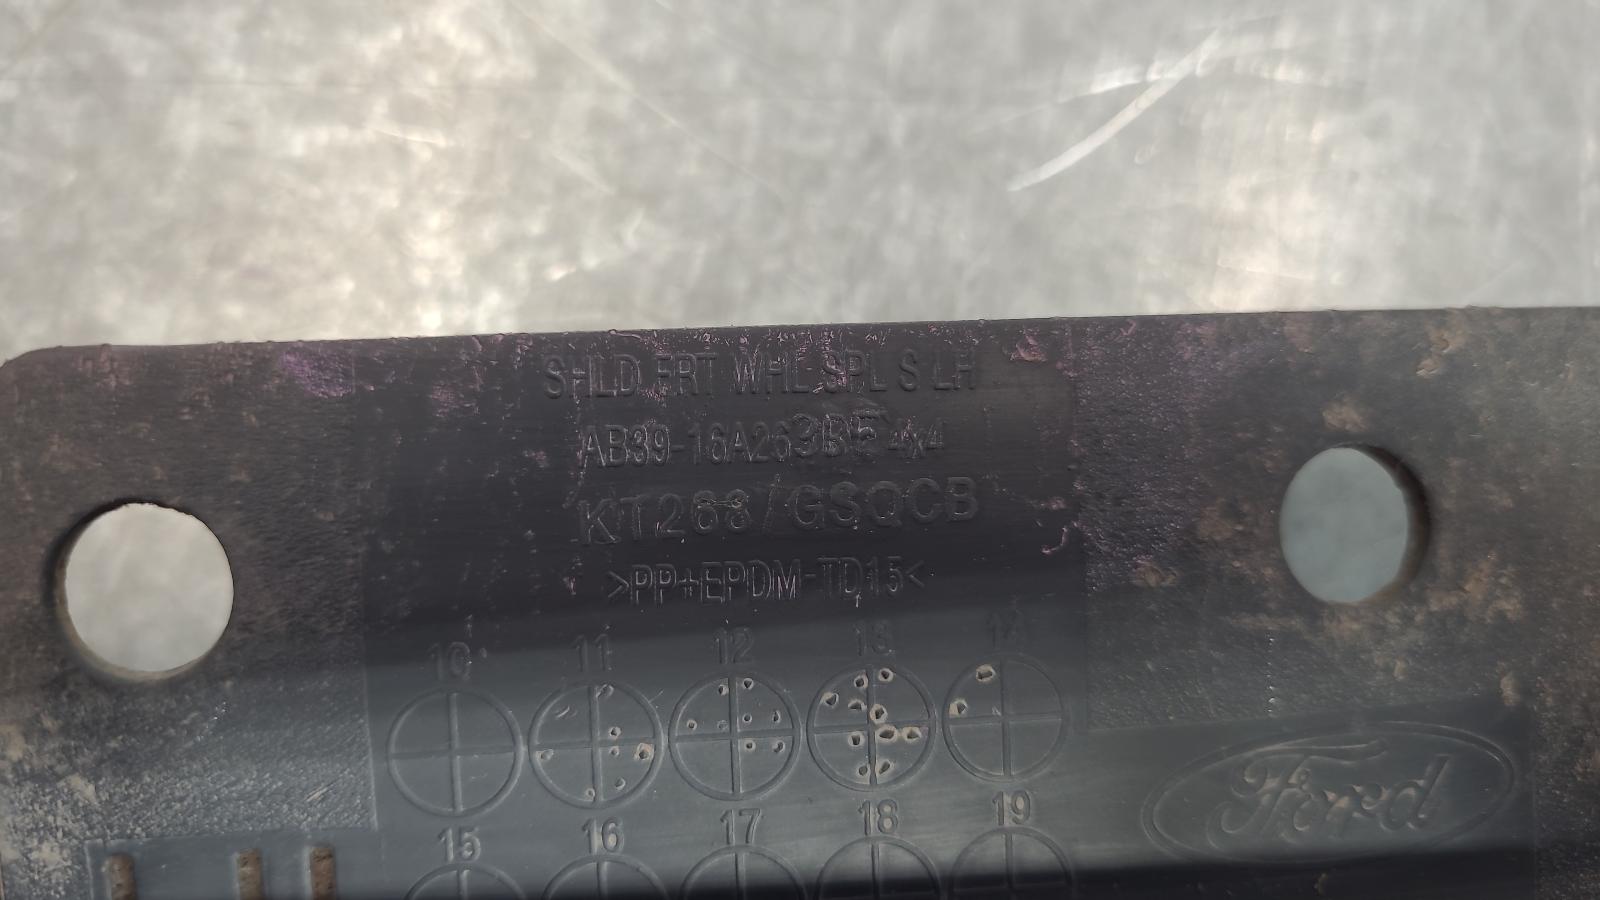 SHLD FRT WHL SPL S LH
AB39-16A263BE 4x4
KT268/GSQCB
>PP+EPDM-TD15<
10 11 12 13 14
15 16 17 18 19
Ford